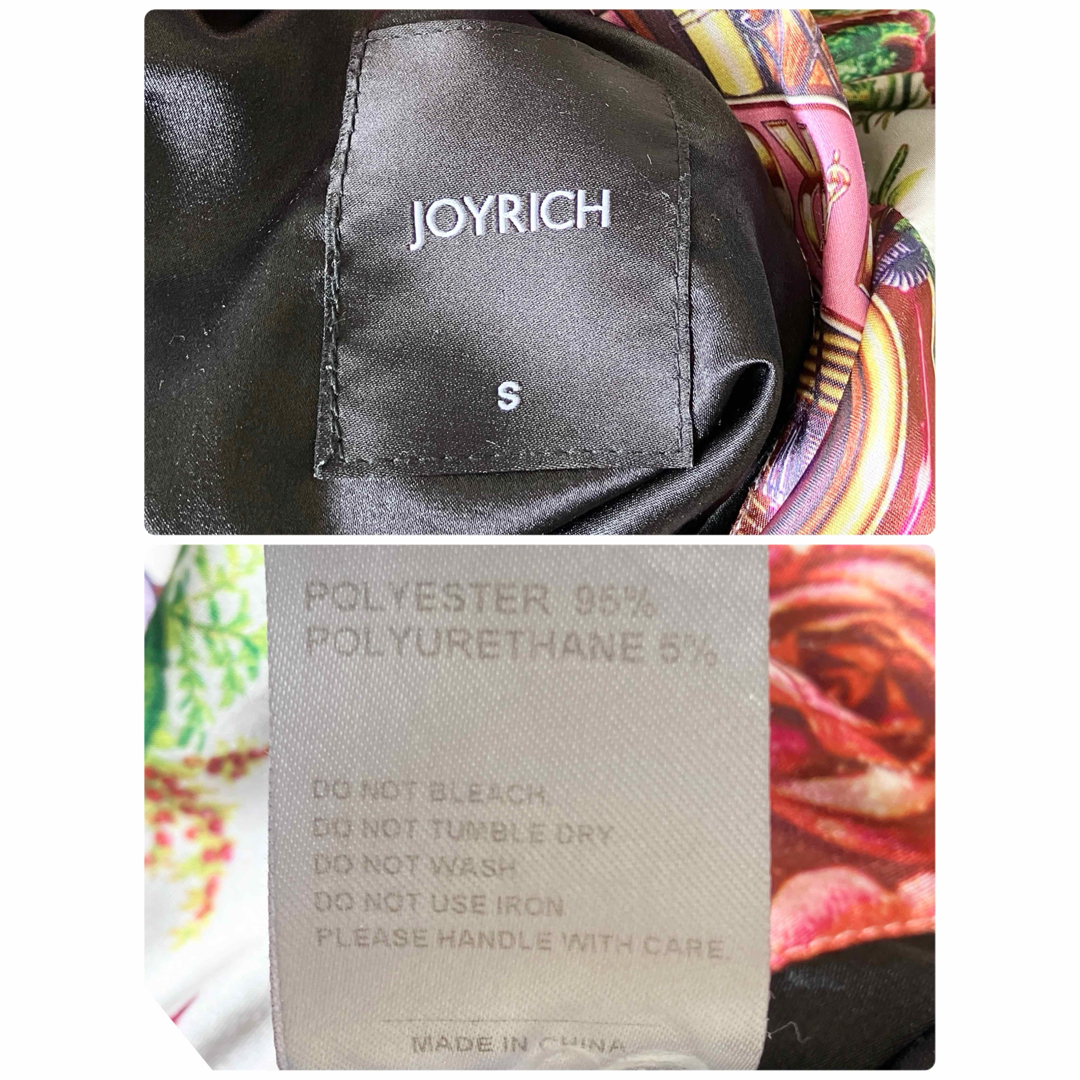 JOYRICH
S
POLYESTER 95%
POLYURETHANE 5%
DO NOT BLEACH,
DO NOT TUMBLE DRY
DO NOT WASH
DO NOT USE IRON
PLEASE HANDLE WITH CARE.
MADE IN CHINA